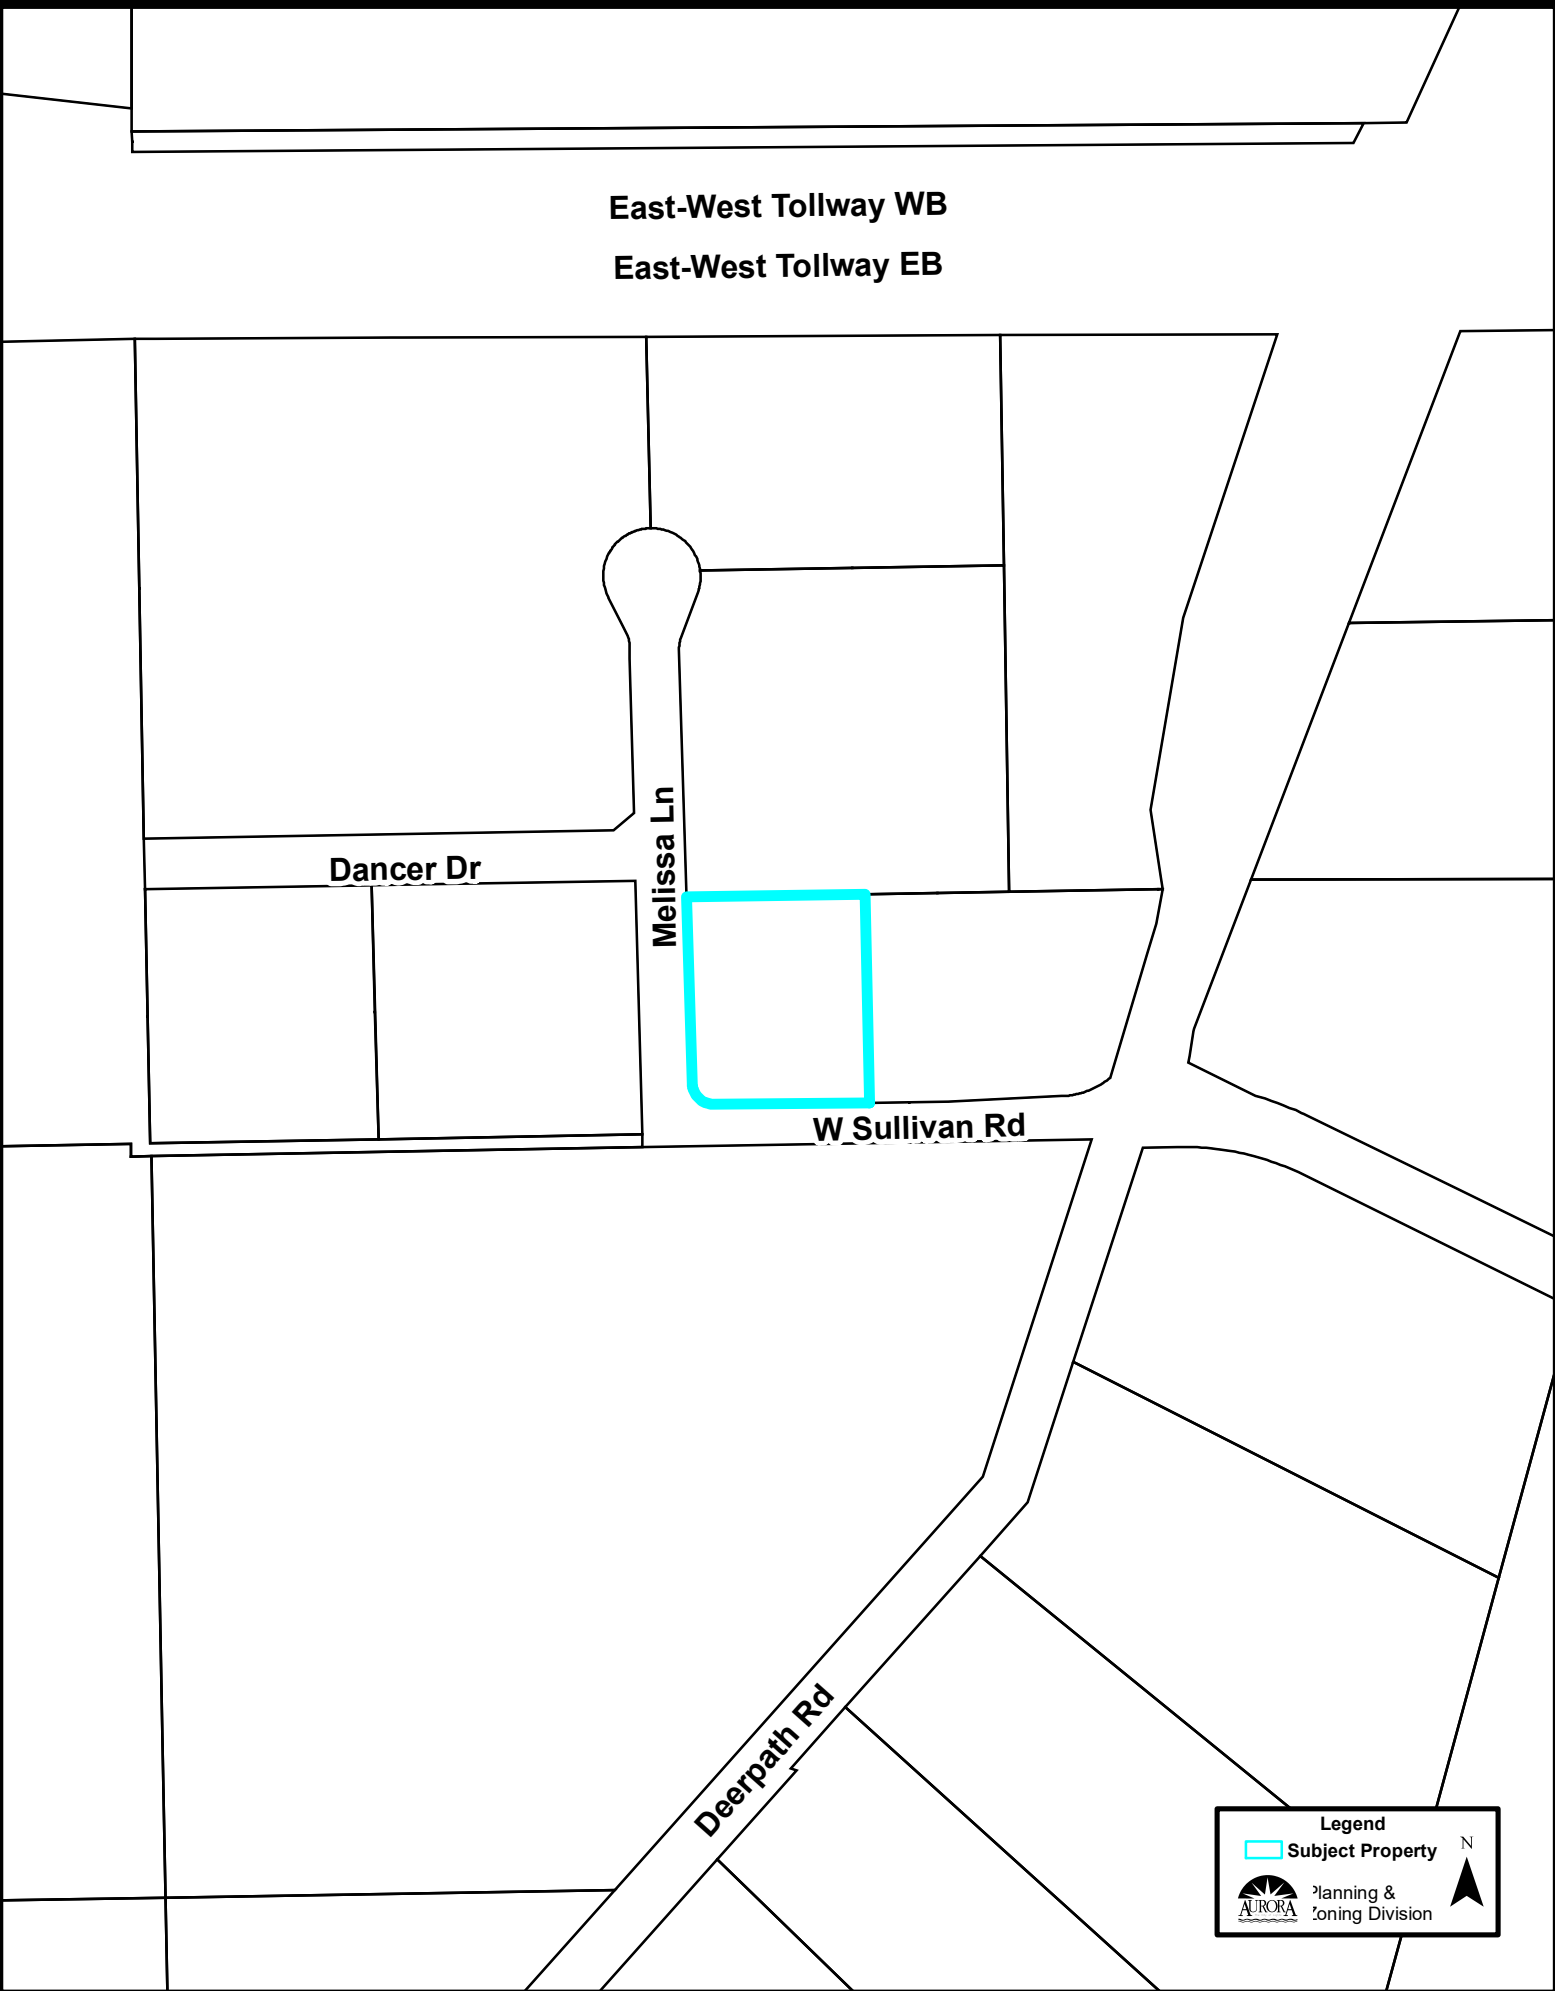 East-West Tollway WB
East-West Tollway EB
Melissa Ln
Dancer Dr
W Sullivan Rd
Deerpath Rd
Legend
Subject Property
N
AURORA
Planning &
Zoning Division